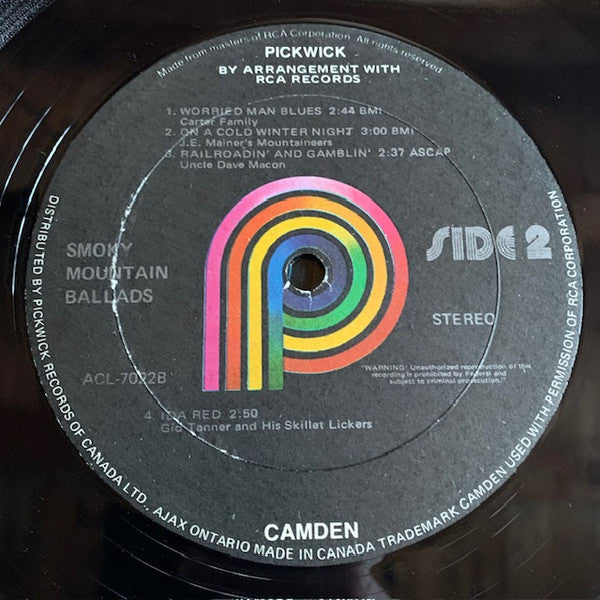 Made from masters of RCA Corporation. All rights reserved.
PICKWICK
BY ARRANGEMENT WITH
RCA RECORDS
1. WORRIED MAN BLUES 2:44 BMI
Carter Family
2. ON A COLD WINTER NIGHT 3:00 BMI
J.E. Mainer's Mountaineers
3. RAILROADIN' AND GAMBLIN' 2:37 ASCAP
Uncle Dave Macon
SMOKY
MOUNTAIN
BALLADS
SIDE 2
STEREO
"WARNING: Unauthorized reproduction of this
recording is prohibited by Federal and
subject to criminal prosecution."
ACL-7022B
4. IDA RED 2:50
Gid Tanner and His Skillet Lickers
CAMDEN
DISTRIBUTED BY PICKWICK RECORDS OF CANADA LTD., AJAX ONTARIO MADE IN CANADA TRADEMARK CAMDEN USED WITH PERMISSION OF RCA CORPORATION